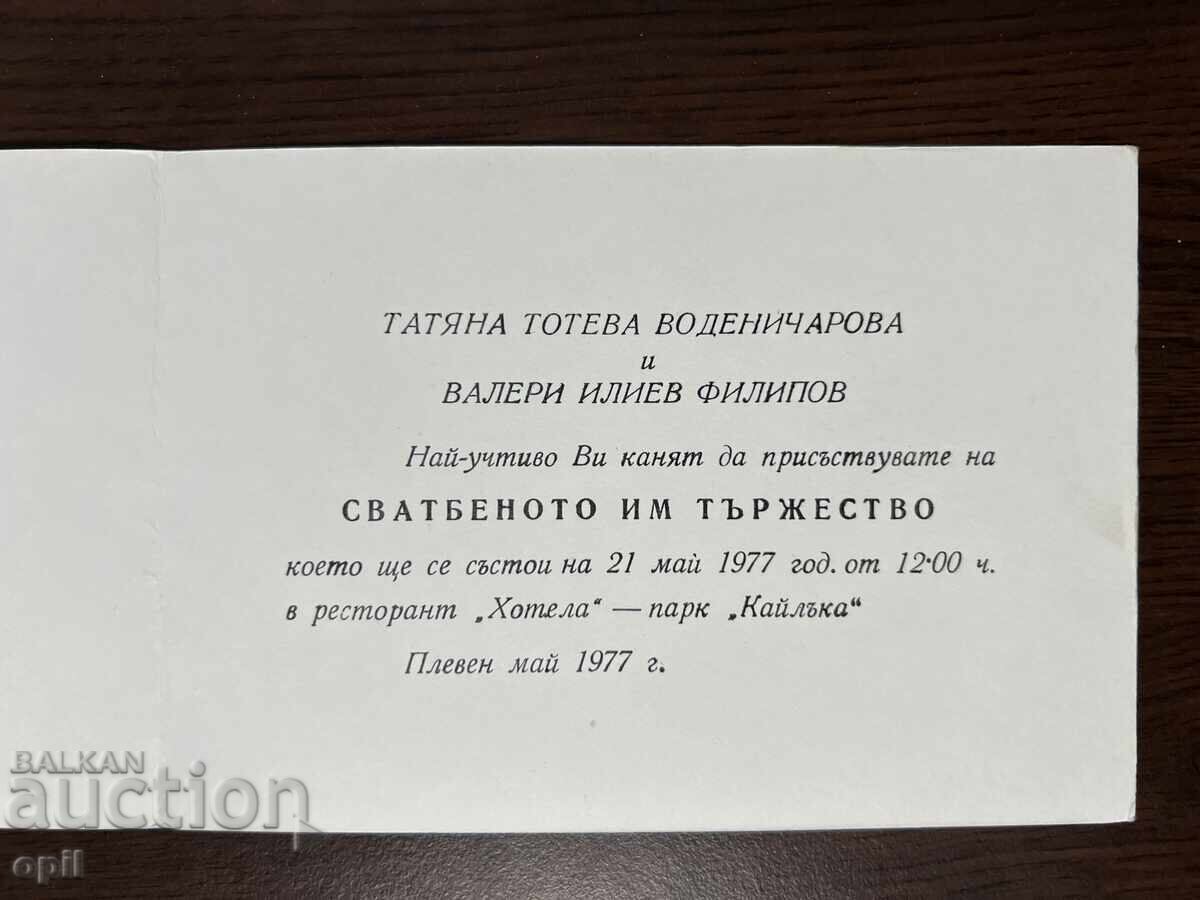 ТАТЯНА ТОТЕВА ВОДЕНИЧАРОВА
и
ВАЛЕРИ ИЛИЕВ ФИЛИПОВ
Най-учтиво Ви канят да присъствувате на
СВАТБЕНОТО ИМ ТЪРЖЕСТВО
което ще се състои на 21 май 1977 год. от 12·00 ч.
в ресторант „Хотела“ — парк „Кайлъка“
Плевен май 1977 г.
BALKAN
auction
opil